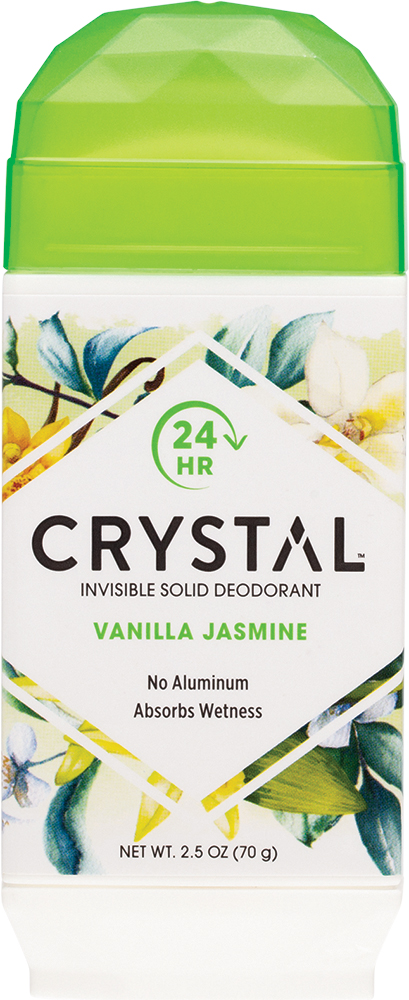 24
HR
CRYSTAL™
INVISIBLE SOLID DEODORANT
VANILLA JASMINE
No Aluminum
Absorbs Wetness
NET WT. 2.5 OZ (70 g)